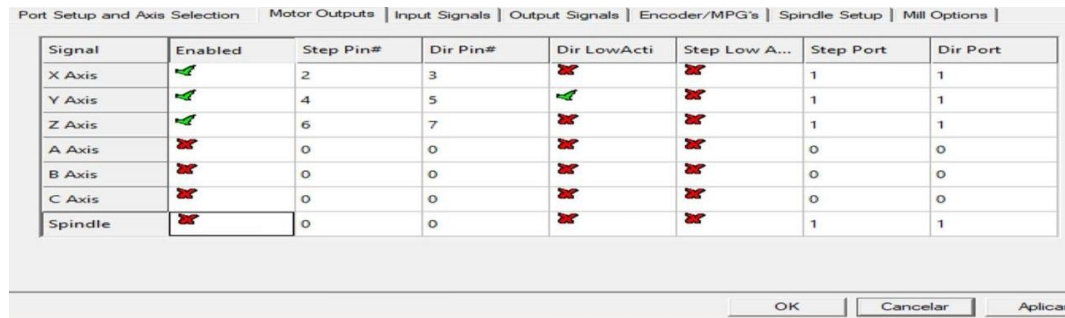 Port Setup and Axis Selection Motor Outputs Input Signals Output Signals Encoder/MPG's Spindle Setup Mill Options
Signal Enabled Step Pin# Dir Pin# Dir LowActi Step Low A... Step Port Dir Port
X Axis 2 3 1 1
Y Axis 4 5 1 1
Z Axis 6 7 1 1
A Axis 0 0 0 0
B Axis 0 0 0 0
C Axis 0 0 0 0
Spindle 0 0 1 1
OK Cancelar Aplica